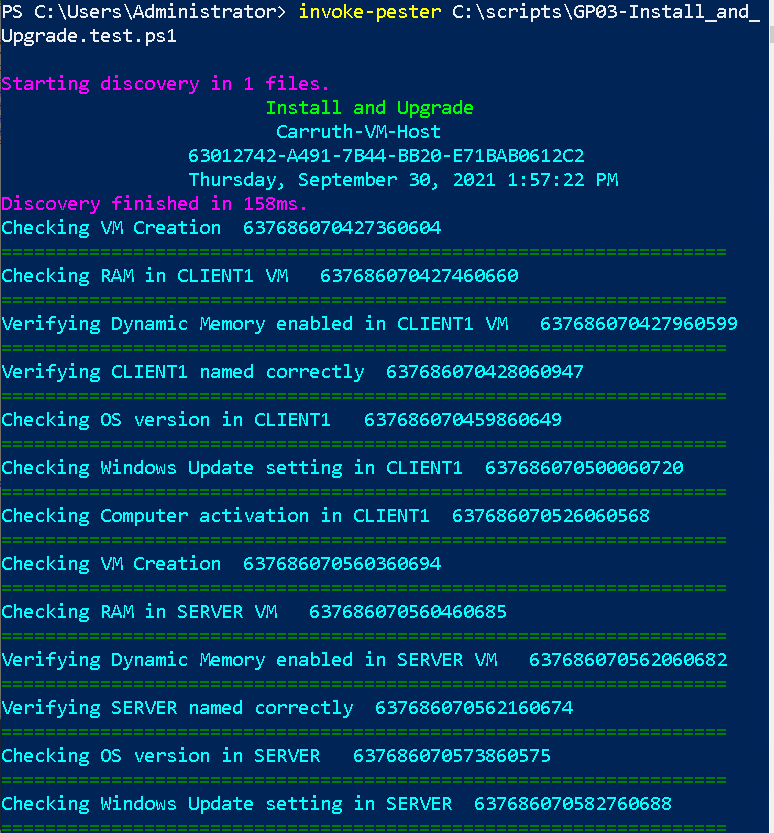 PS C:\Users\Administrator> invoke-pester C:\scripts\GP03-Install_and_
Upgrade.test.ps1
Starting discovery in 1 files.
Install and Upgrade
Carruth-VM-Host
63012742-A491-7B44-BB20-E71BAB0612C2
Thursday, September 30, 2021 1:57:22 PM
Discovery finished in 158ms.
Checking VM Creation  637686070427360604
==================================================================
Checking RAM in CLIENT1 VM   637686070427460660
==================================================================
Verifying Dynamic Memory enabled in CLIENT1 VM   637686070427960599
==================================================================
Verifying CLIENT1 named correctly  637686070428060947
==================================================================
Checking OS version in CLIENT1   637686070459860649
==================================================================
Checking Windows Update setting in CLIENT1  637686070500060720
==================================================================
Checking Computer activation in CLIENT1  637686070526060568
==================================================================
Checking VM Creation  637686070560360694
==================================================================
Checking RAM in SERVER VM   637686070560460685
==================================================================
Verifying Dynamic Memory enabled in SERVER VM   637686070562060682
==================================================================
Verifying SERVER named correctly  637686070562160674
==================================================================
Checking OS version in SERVER   637686070573860575
==================================================================
Checking Windows Update setting in SERVER  637686070582760688
==================================================================